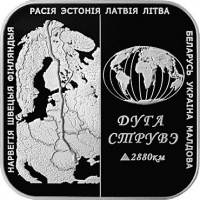 НАРВЕГІЯ ШВЕЦЫЯ ФІНЛЯНДЫЯ
РАСІЯ ЭСТОНІЯ ЛАТВІЯ ЛІТВА
БЕЛАРУСЬ УКРАІНА МАЛДОВА
ДУГА
СТРУВЭ
2880КМ